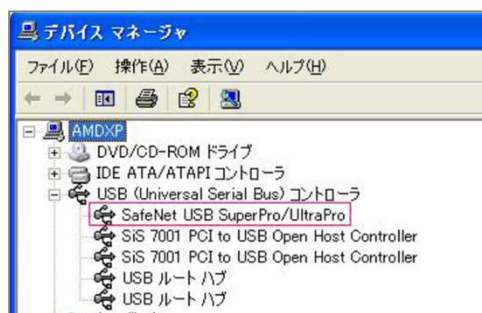 デバイス マネージャ
ファイル(F) 操作(A) 表示(V) ヘルプ(H)
AMDXP
DVD/CD-ROM ドライブ
IDE ATA/ATAPI コントローラ
USB (Universal Serial Bus) コントローラ
SafeNet USB SuperPro/UltraPro
SiS 7001 PCI to USB Open Host Controller
SiS 7001 PCI to USB Open Host Controller
USB ルート ハブ
USB ルート ハブ